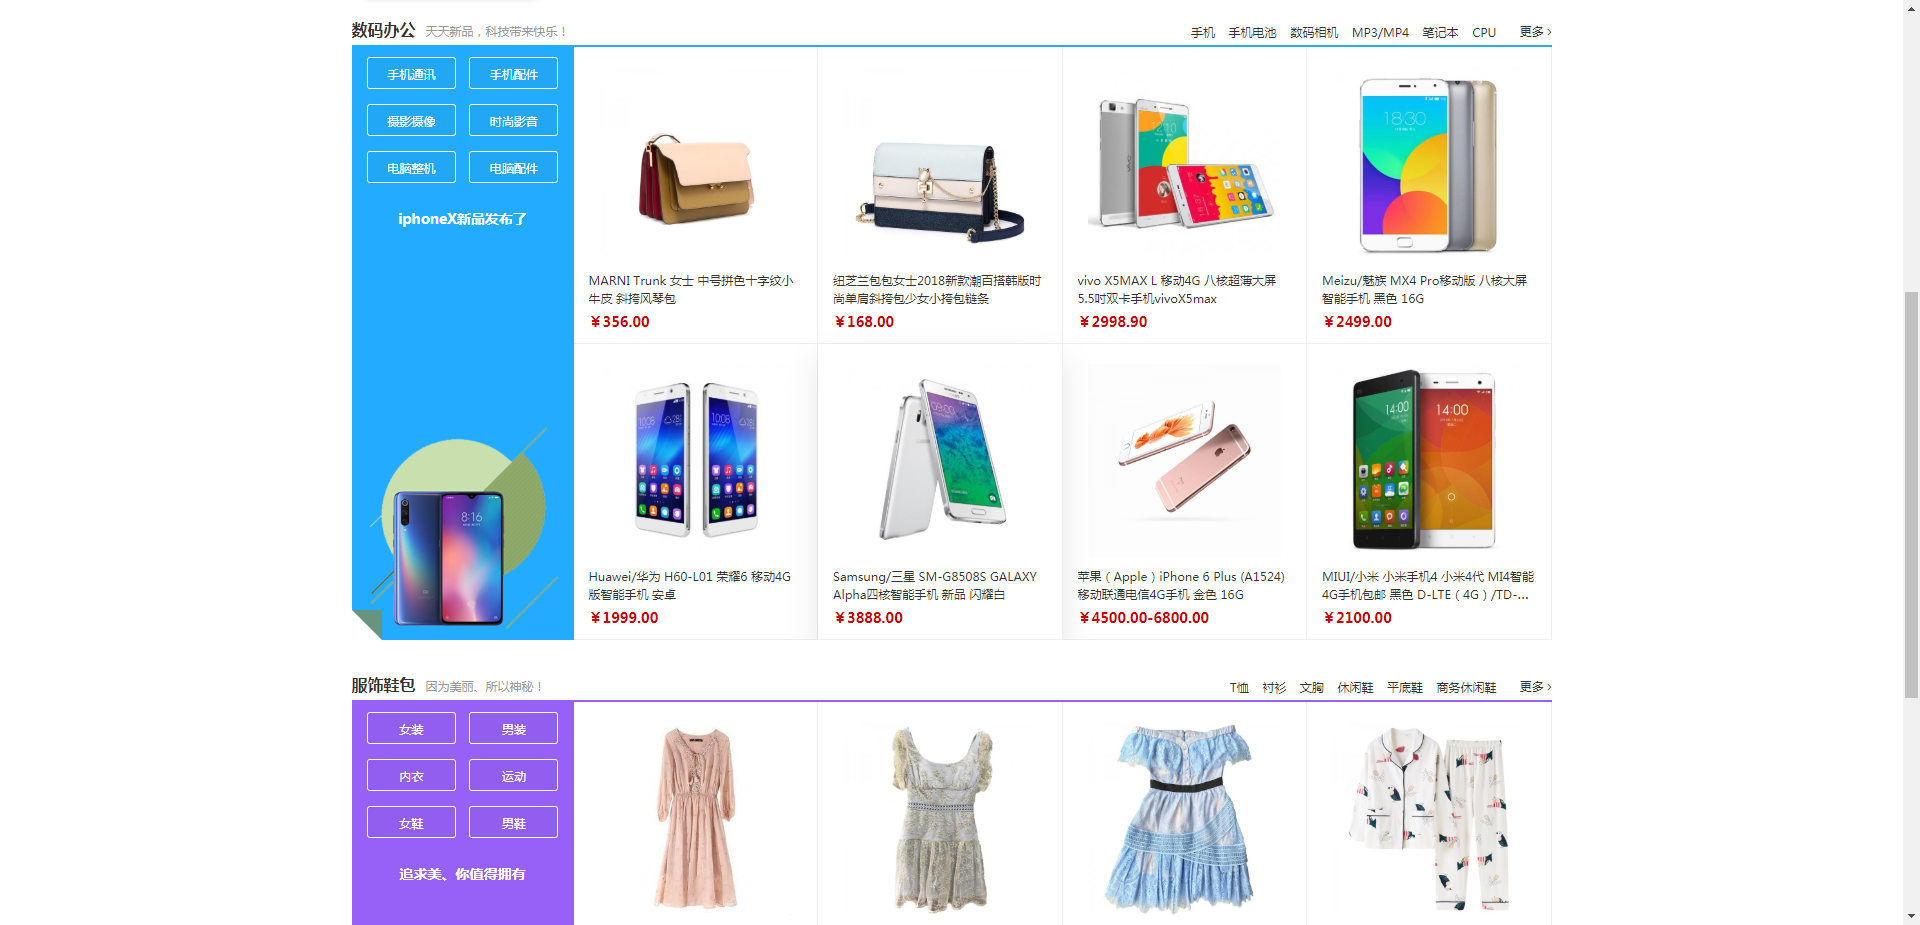 数码办公 天天新品，科技带来快乐！
手机 手机电池 数码相机 MP3/MP4 笔记本 CPU 更多 ›
手机通讯 手机配件
摄影摄像 时尚影音
电脑整机 电脑配件
iphoneX新品发布了
MARNI Trunk 女士 中号拼色十字纹小
牛皮 斜挎风琴包
￥356.00
纽芝兰包包女士2018新款潮百搭韩版时
尚单肩斜挎包少女小挎包链条
￥168.00
vivo X5MAX L 移动4G 八核超薄大屏
5.5吋双卡手机vivoX5max
￥2998.90
Meizu/魅族 MX4 Pro移动版 八核大屏
智能手机 黑色 16G
￥2499.00
Huawei/华为 H60-L01 荣耀6 移动4G
版智能手机 安卓
￥1999.00
Samsung/三星 SM-G8508S GALAXY
Alpha四核智能手机 新品 闪耀白
￥3888.00
苹果（Apple）iPhone 6 Plus (A1524)
移动联通电信4G手机 金色 16G
￥4500.00-6800.00
MIUI/小米 小米手机4 小米4代 MI4智能
4G手机包邮 黑色 D-LTE（4G）/TD-...
￥2100.00
8:16
18:30
14:00
14:00
服饰鞋包 因为美丽、所以神秘！
T恤 衬衫 文胸 休闲鞋 平底鞋 商务休闲鞋 更多 ›
女装 男装
内衣 运动
女鞋 男鞋
追求美、你值得拥有